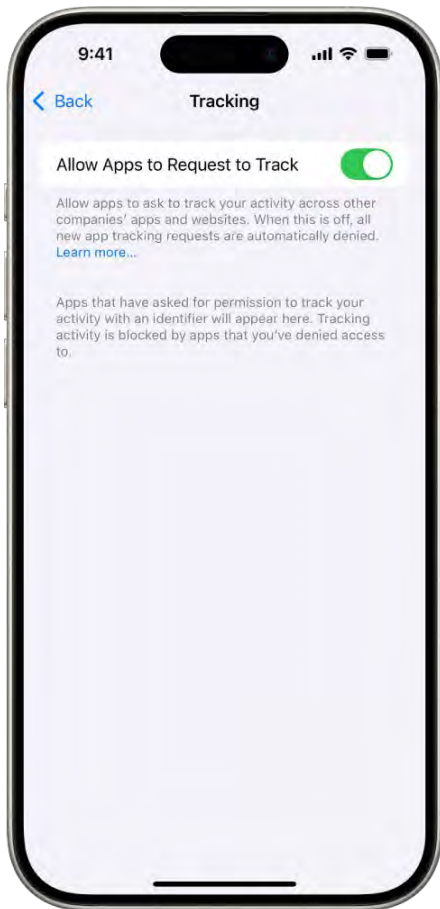 9:41
Back
Tracking
Allow Apps to Request to Track
Allow apps to ask to track your activity across other
companies' apps and websites. When this is off, all
new app tracking requests are automatically denied.
Learn more...
Apps that have asked for permission to track your
activity with an identifier will appear here. Tracking
activity is blocked by apps that you've denied access
to.